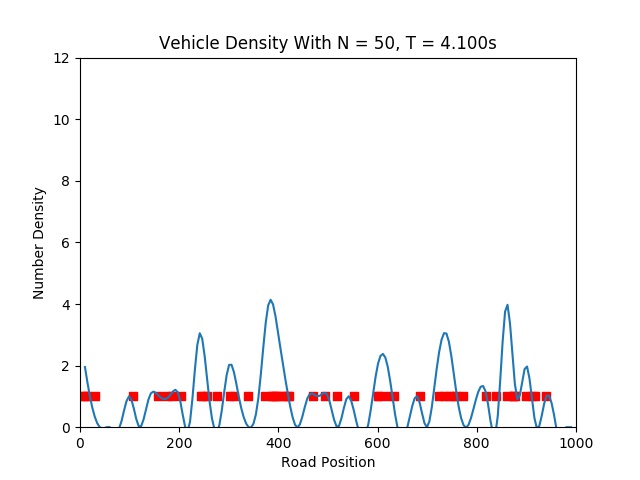 Vehicle Density With N = 50, T = 4.100s
12
10
8
6
4
2
0
Number Density
0 200 400 600 800 1000
Road Position